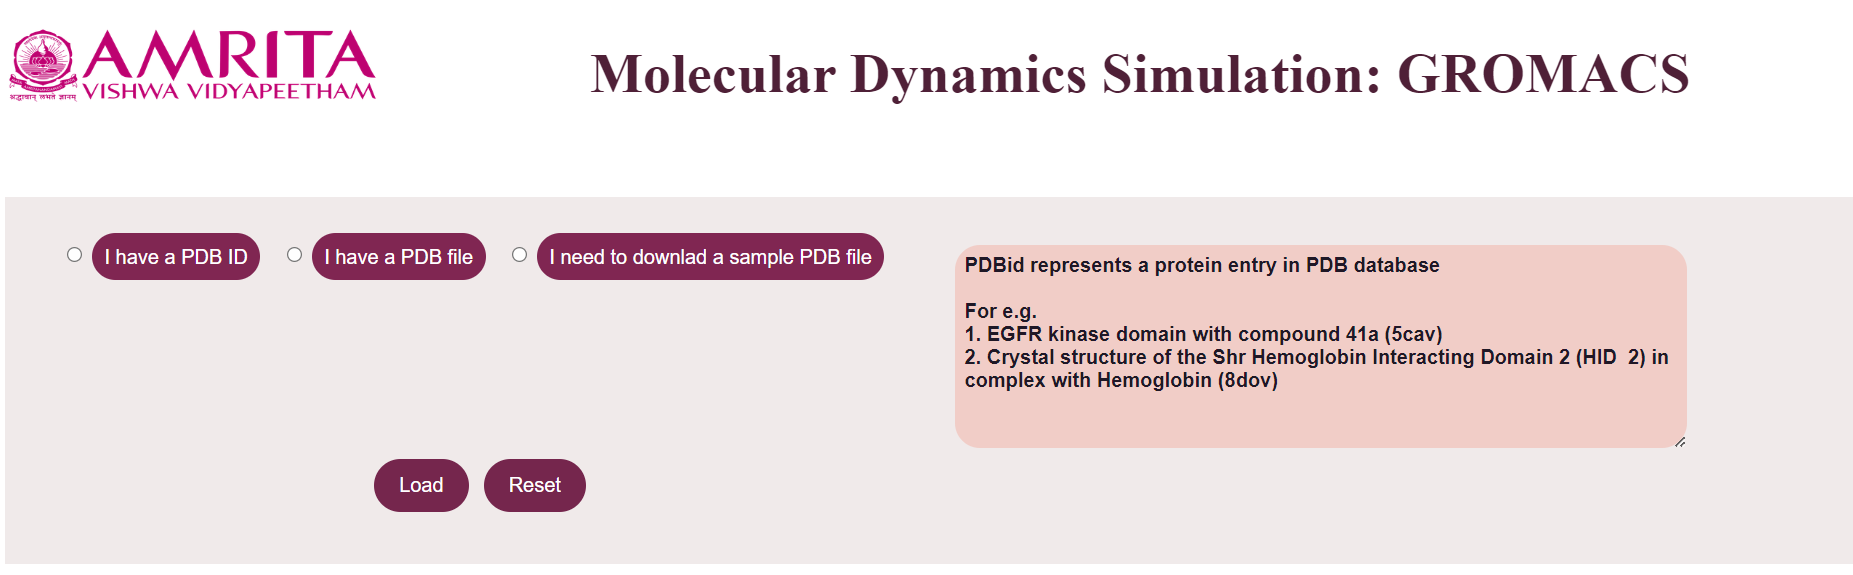 AMRITA
VISHWA VIDYAPEETHAM
श्रद्धावान् लभते ज्ञानम्
Molecular Dynamics Simulation: GROMACS
I have a PDB ID
I have a PDB file
I need to downlad a sample PDB file
PDBid represents a protein entry in PDB database
For e.g.
1. EGFR kinase domain with compound 41a (5cav)
2. Crystal structure of the Shr Hemoglobin Interacting Domain 2 (HID  2) in
complex with Hemoglobin (8dov)
Load
Reset